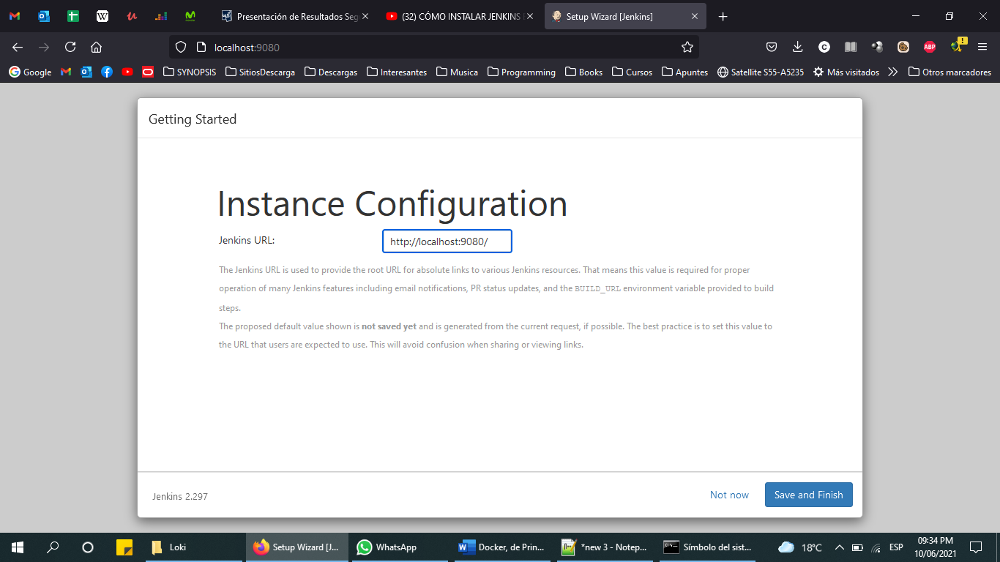 Presentación de Resultados Seg
(32) CÓMO INSTALAR JENKINS
Setup Wizard [Jenkins]
localhost:9080
Google
SYNOPSIS
SitiosDescarga
Descargas
Interesantes
Musica
Programming
Books
Cursos
Apuntes
Satellite S55-A5235
Más visitados
Otros marcadores
Getting Started
Instance Configuration
Jenkins URL:
http://localhost:9080/
The Jenkins URL is used to provide the root URL for absolute links to various Jenkins resources. That means this value is required for proper
operation of many Jenkins features including email notifications, PR status updates, and the BUILD_URL environment variable provided to build
steps.
The proposed default value shown is not saved yet and is generated from the current request, if possible. The best practice is to set this value to
the URL that users are expected to use. This will avoid confusion when sharing or viewing links.
Jenkins 2.297
Not now
Save and Finish
Loki
Setup Wizard [J...
WhatsApp
Docker, de Prin...
*new 3 - Notep...
Símbolo del sist...
18°C
ESP
09:34 PM
10/06/2021